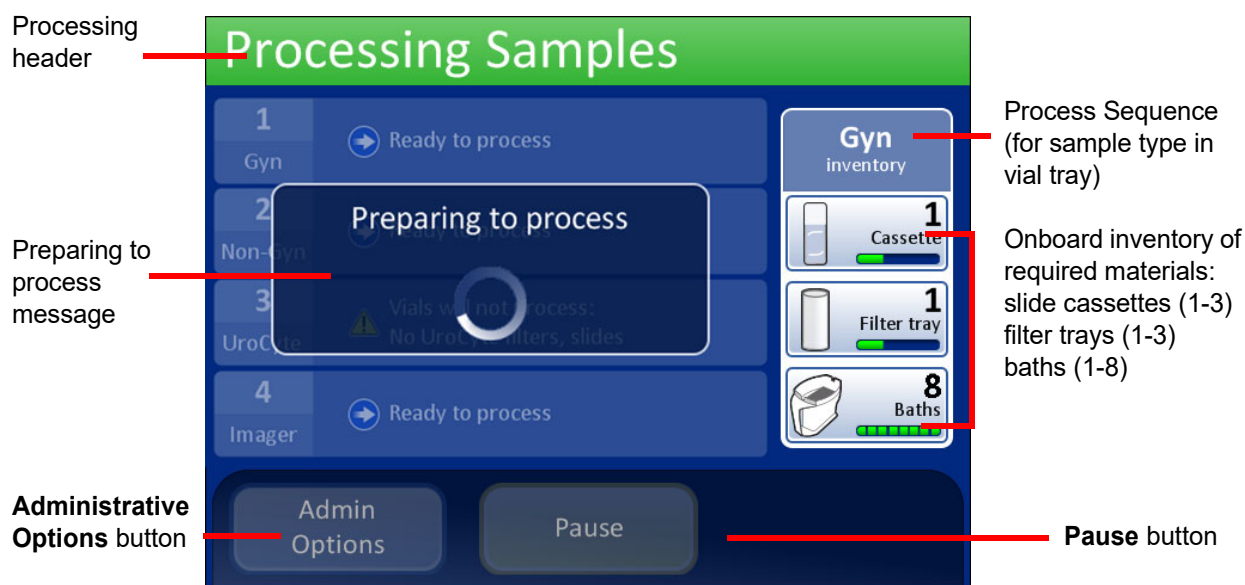 Processing
header
Processing Samples
1
Gyn
Ready to process
2
Non-Gyn
Ready to process
3
UroCyte
Vials will not process:
No UroCyte filters, slides
4
Imager
Ready to process
Preparing to process
Gyn
inventory
1
Cassette
1
Filter tray
8
Baths
Process Sequence
(for sample type in
vial tray)
Preparing to
process
message
Onboard inventory of
required materials:
slide cassettes (1-3)
filter trays (1-3)
baths (1-8)
Administrative
Options button
Admin
Options
Pause
Pause button